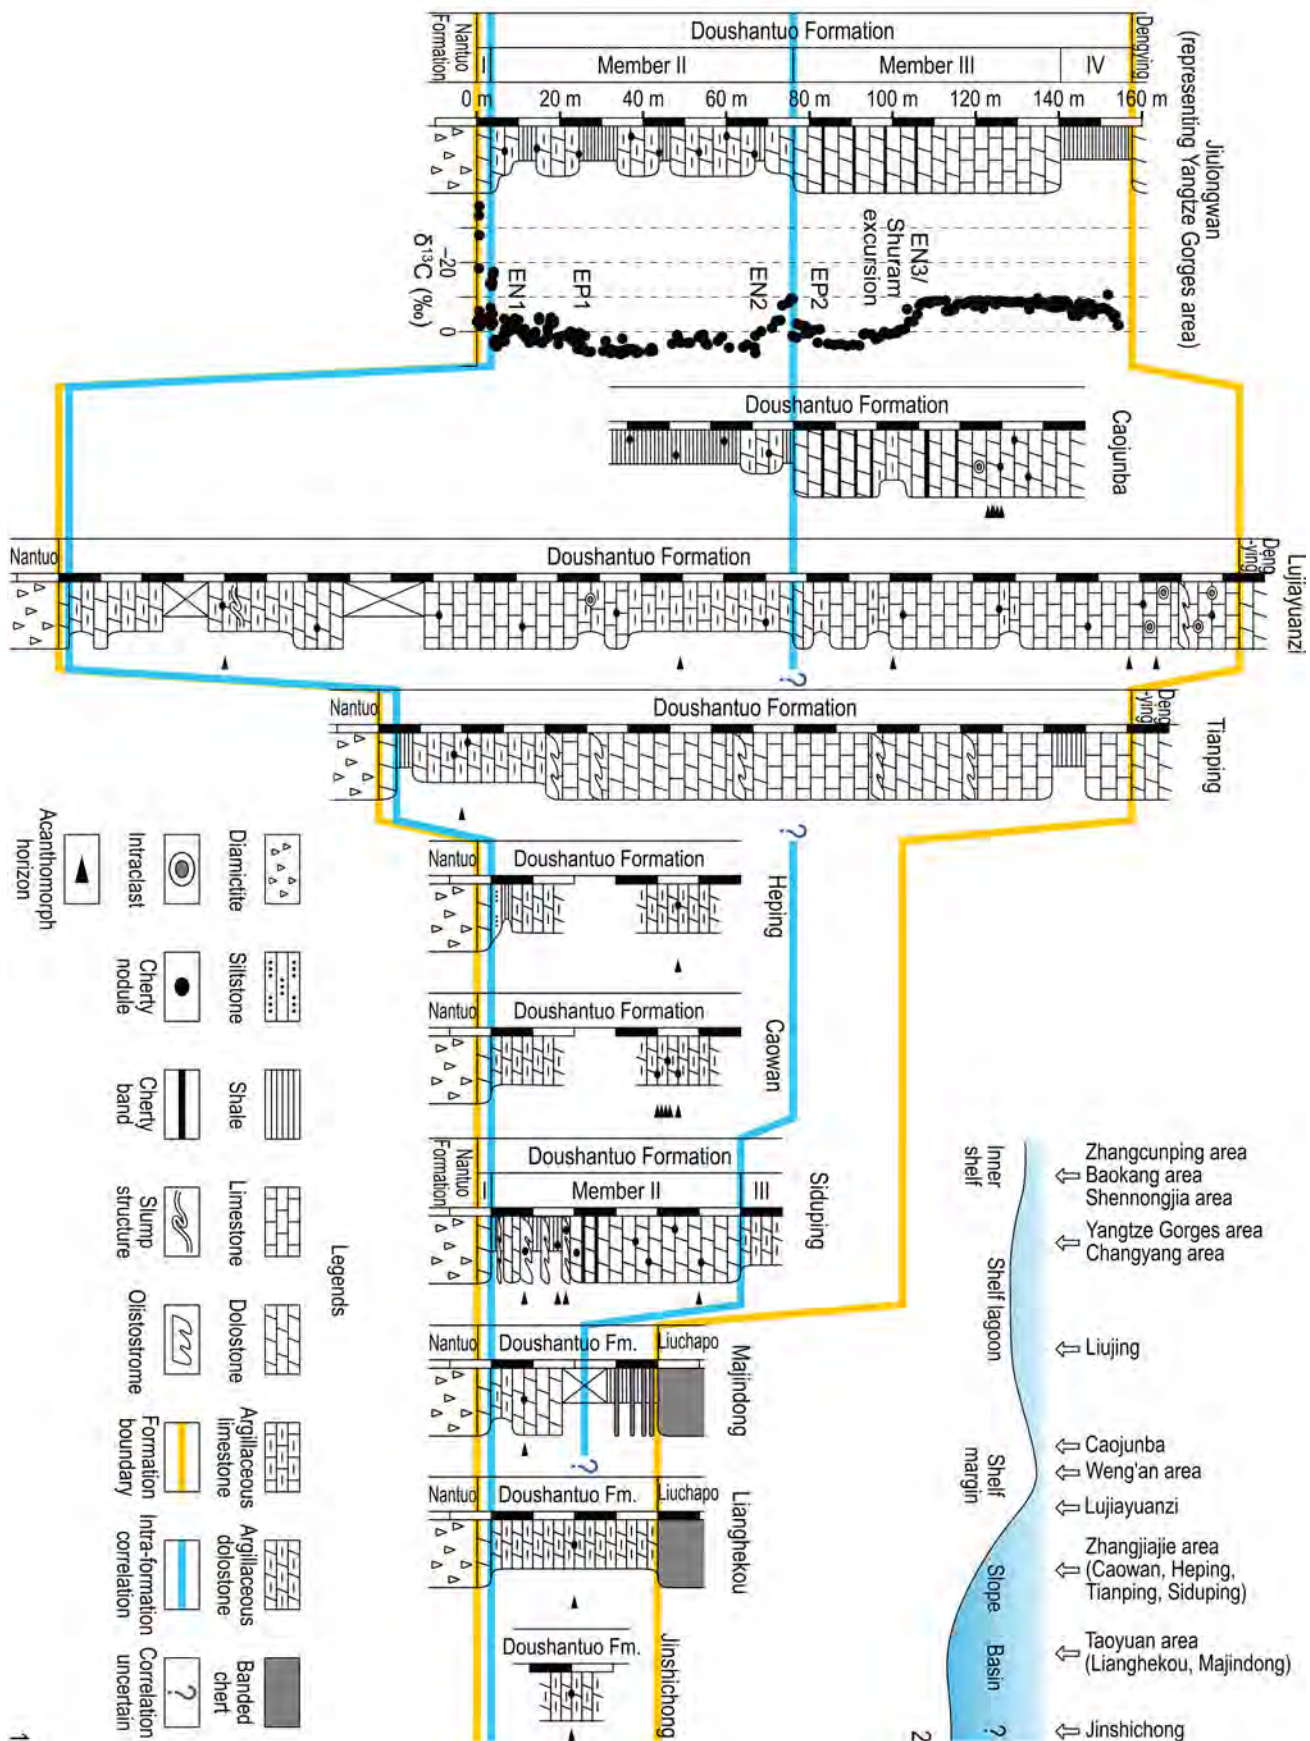 Jiulongwan
(representing Yangtze Gorges area)
Nantuo
Formation
Doushantuo Formation
Dengying
I
Member II
Member III
IV
0 m
20 m
40 m
60 m
80 m
100 m
120 m
140 m
160 m
−20
0
δ¹³C (‰)
EN1
EP1
EN2
EP2
EN3/
Shuram
excursion
Caojunba
Doushantuo Formation
Lujiayuanzi
Nantuo
Doushantuo Formation
Deng
-ying
?
Tianping
Nantuo
Doushantuo Formation
Deng
-ying
?
Heping
Nantuo
Doushantuo Formation
Caowan
Nantuo
Doushantuo Formation
Siduping
Nantuo
Formation
Doushantuo Formation
I
Member II
III
Majindong
Nantuo
Doushantuo Fm.
Liuchapo
?
Lianghekou
Nantuo
Doushantuo Fm.
Liuchapo
Jinshichong
Doushantuo Fm.
Zhangcunping area
Baokang area
Shennongjia area
Yangtze Gorges area
Changyang area
Liujing
Caojunba
Weng'an area
Lujiayuanzi
Zhangjiajie area
(Caowan, Heping,
Tianping, Siduping)
Taoyuan area
(Lianghekou, Majindong)
Jinshichong
Inner
shelf
Shelf lagoon
Shelf
margin
Slope
Basin
?
2
Legends
Diamictite
Siltstone
Shale
Limestone
Dolostone
Argillaceous
limestone
Argillaceous
dolostone
Banded
chert
Intraclast
Cherty
nodule
Cherty
band
Slump
structure
Olistostrome
Formation
boundary
Intra-formation
correlation
?
Correlation
uncertain
Acanthomorph
horizon
1